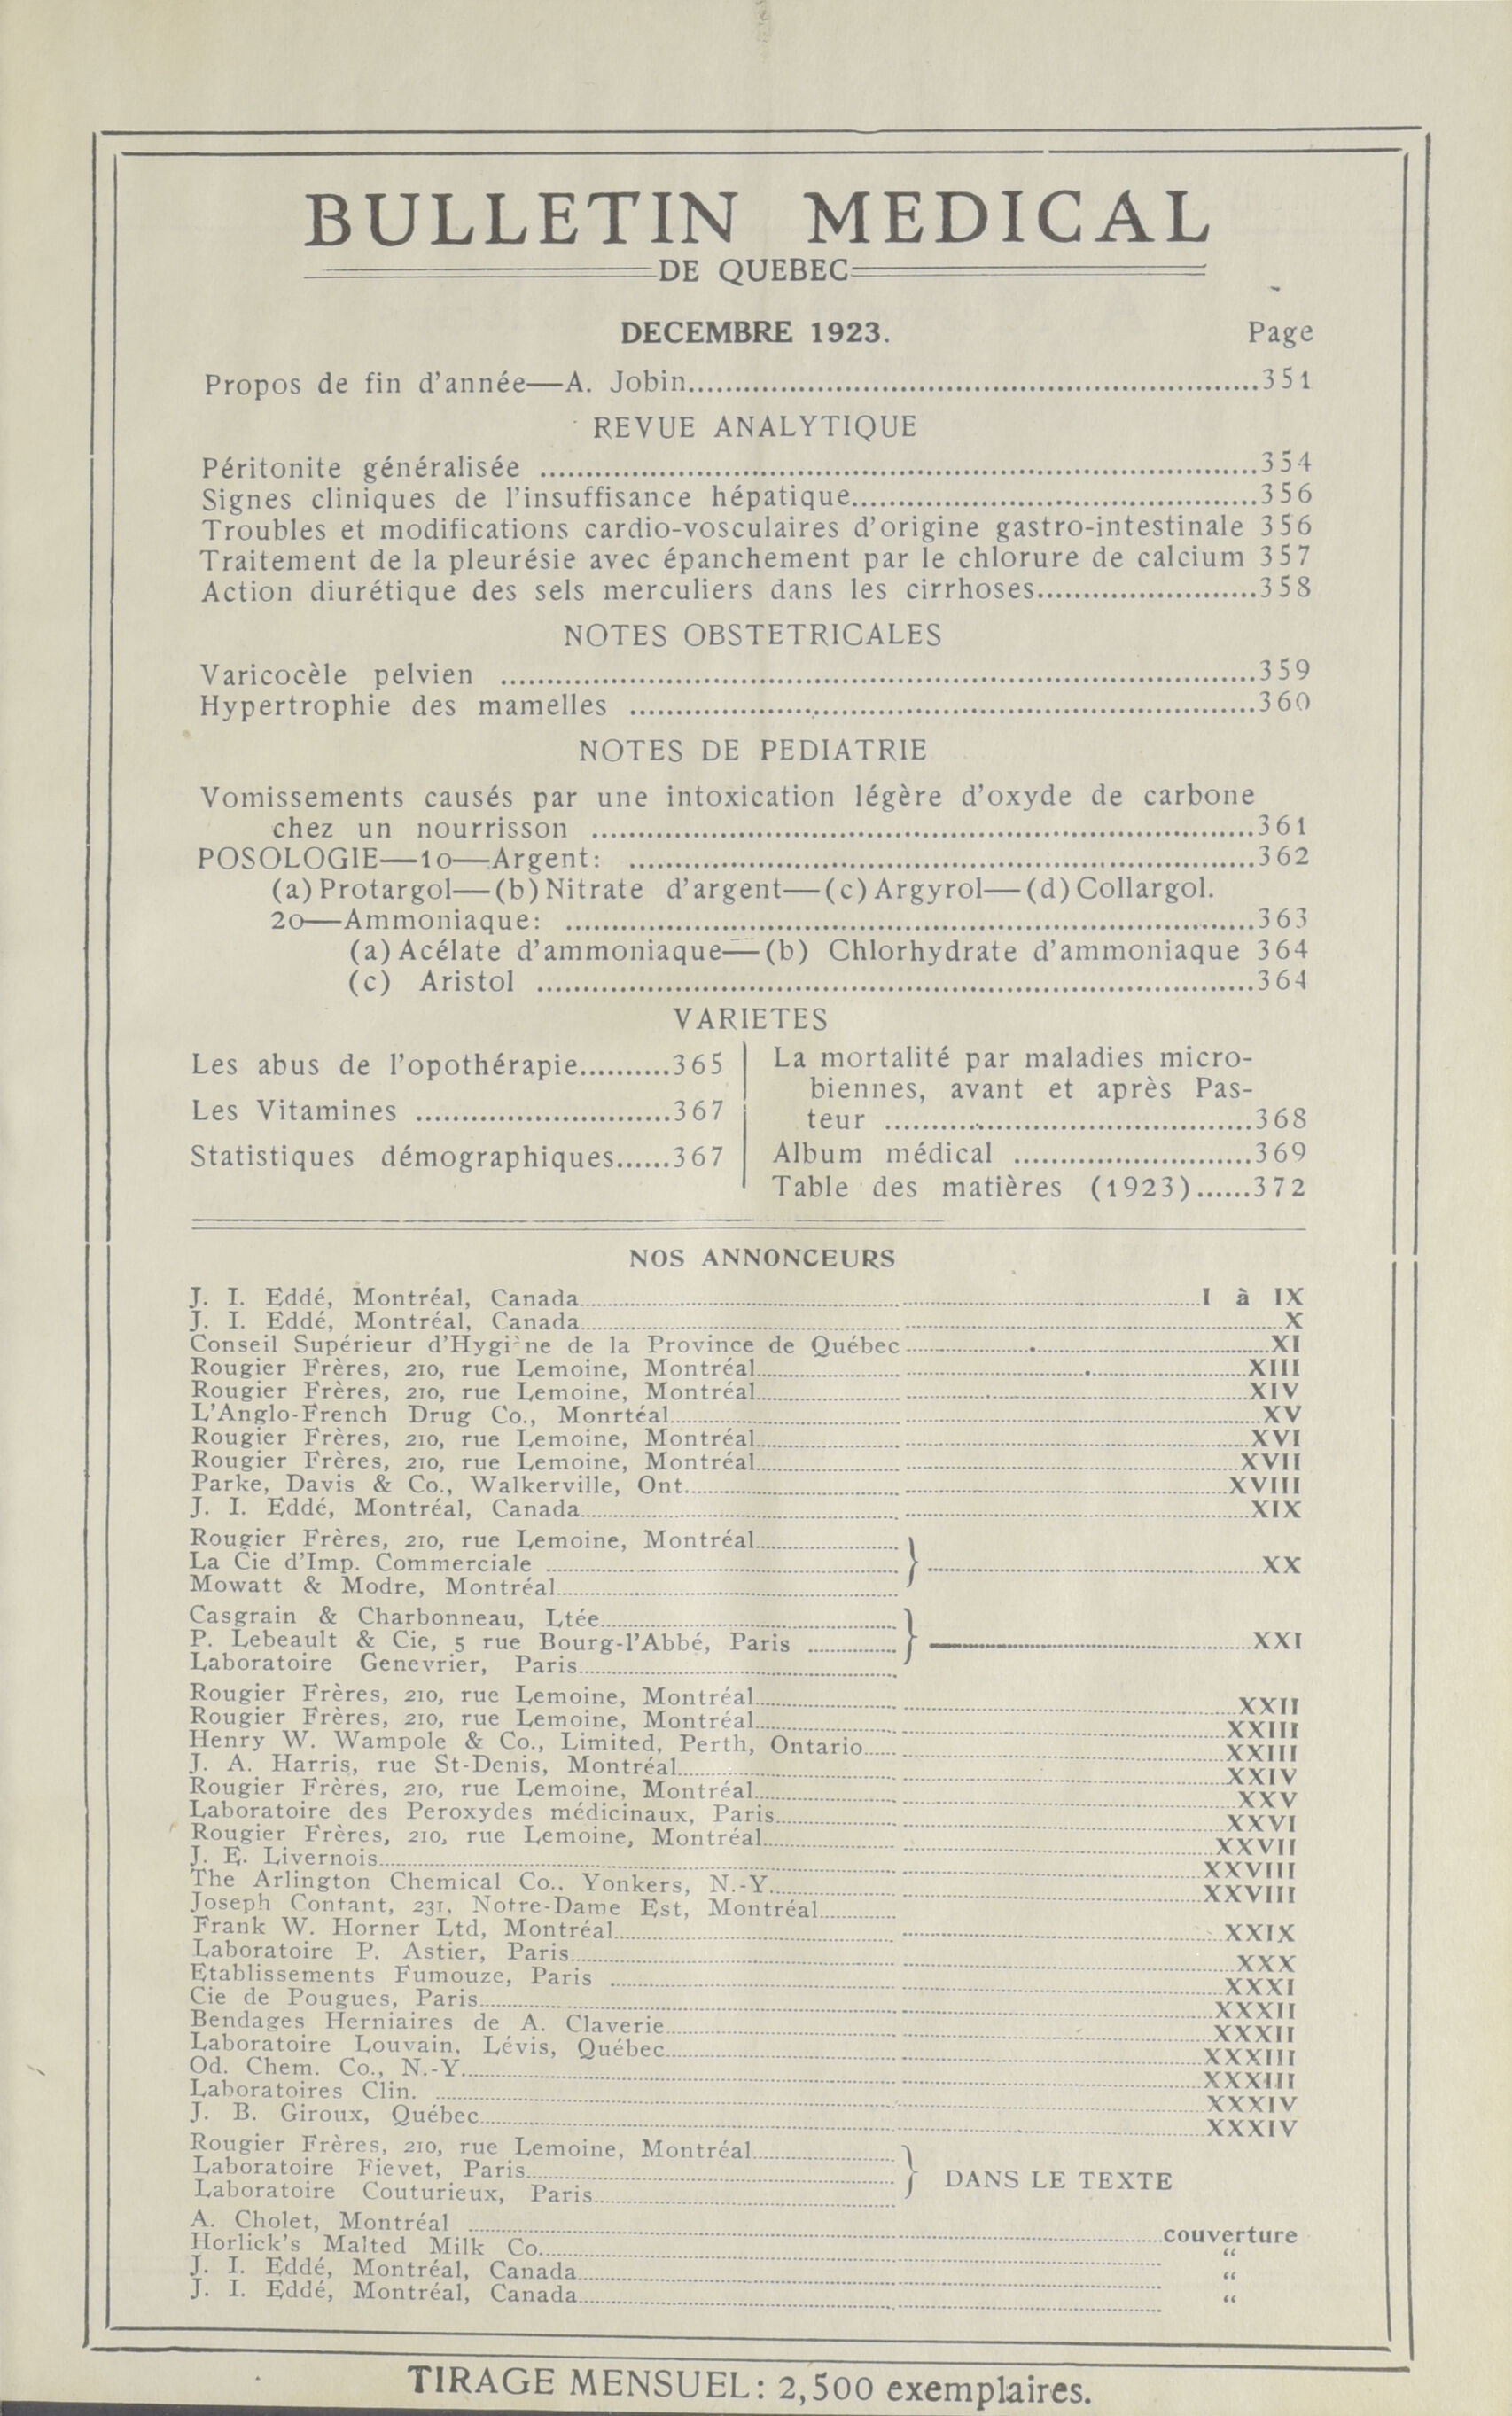 BULLETIN MEDICAL
DE QUEBEC
DECEMBRE 1923. Page
Propos de fin d'année—A. Jobin 351
REVUE ANALYTIQUE
Péritonite généralisée 354
Signes cliniques de l'insuffisance hépatique 356
Troubles et modifications cardio-vosculaires d'origine gastro-intestinale 356
Traitement de la pleurésie avec épanchement par le chlorure de calcium 357
Action diurétique des sels merculiers dans les cirrhoses 358
NOTES OBSTETRICALES
Varicocèle pelvien 359
Hypertrophie des mamelles 360
NOTES DE PEDIATRIE
Vomissements causés par une intoxication légère d'oxyde de carbone
chez un nourrisson 361
POSOLOGIE—1o—Argent: 362
(a) Protargol—(b) Nitrate d'argent—(c) Argyrol—(d) Collargol.
2o—Ammoniaque: 363
(a) Acélate d'ammoniaque—(b) Chlorhydrate d'ammoniaque 364
(c) Aristol 364
VARIETES
Les abus de l'opothérapie 365
Les Vitamines 367
Statistiques démographiques 367
La mortalité par maladies micro-
biennes, avant et après Pas-
teur 368
Album médical 369
Table des matières (1923) 372
NOS ANNONCEURS
J. I. Eddé, Montréal, Canada I à IX
J. I. Eddé, Montréal, Canada X
Conseil Supérieur d'Hygiène de la Province de Québec XI
Rougier Frères, 210, rue Lemoine, Montréal XIII
Rougier Frères, 210, rue Lemoine, Montréal XIV
L'Anglo-French Drug Co., Monrtéal XV
Rougier Frères, 210, rue Lemoine, Montréal XVI
Rougier Frères, 210, rue Lemoine, Montréal XVII
Parke, Davis & Co., Walkerville, Ont. XVIII
J. I. Eddé, Montréal, Canada XIX
Rougier Frères, 210, rue Lemoine, Montréal
La Cie d'Imp. Commerciale XX
Mowatt & Modre, Montréal
Casgrain & Charbonneau, Ltée
P. Lebeault & Cie, 5 rue Bourg-l'Abbé, Paris XXI
Laboratoire Genevrier, Paris
Rougier Frères, 210, rue Lemoine, Montréal XXII
Rougier Frères, 210, rue Lemoine, Montréal XXIII
Henry W. Wampole & Co., Limited, Perth, Ontario XXIII
J. A. Harris, rue St-Denis, Montréal XXIV
Rougier Frères, 210, rue Lemoine, Montréal XXV
Laboratoire des Peroxydes médicinaux, Paris XXVI
Rougier Frères, 210, rue Lemoine, Montréal XXVII
J. E. Livernois XXVIII
The Arlington Chemical Co., Yonkers, N.-Y. XXVIII
Joseph Contant, 231, Notre-Dame Est, Montréal
Frank W. Horner Ltd, Montréal XXIX
Laboratoire P. Astier, Paris XXX
Etablissements Fumouze, Paris XXXI
Cie de Pougues, Paris XXXII
Bendages Herniaires de A. Claverie XXXII
Laboratoire Louvain, Lévis, Québec XXXIII
Od. Chem. Co., N.-Y. XXXIII
Laboratoires Clin. XXXIV
J. B. Giroux, Québec XXXIV
Rougier Frères, 210, rue Lemoine, Montréal
Laboratoire Fievet, Paris DANS LE TEXTE
Laboratoire Couturieux, Paris
A. Cholet, Montréal couverture
Horlick's Malted Milk Co. “
J. I. Eddé, Montréal, Canada “
J. I. Eddé, Montréal, Canada “
TIRAGE MENSUEL: 2,500 exemplaires.